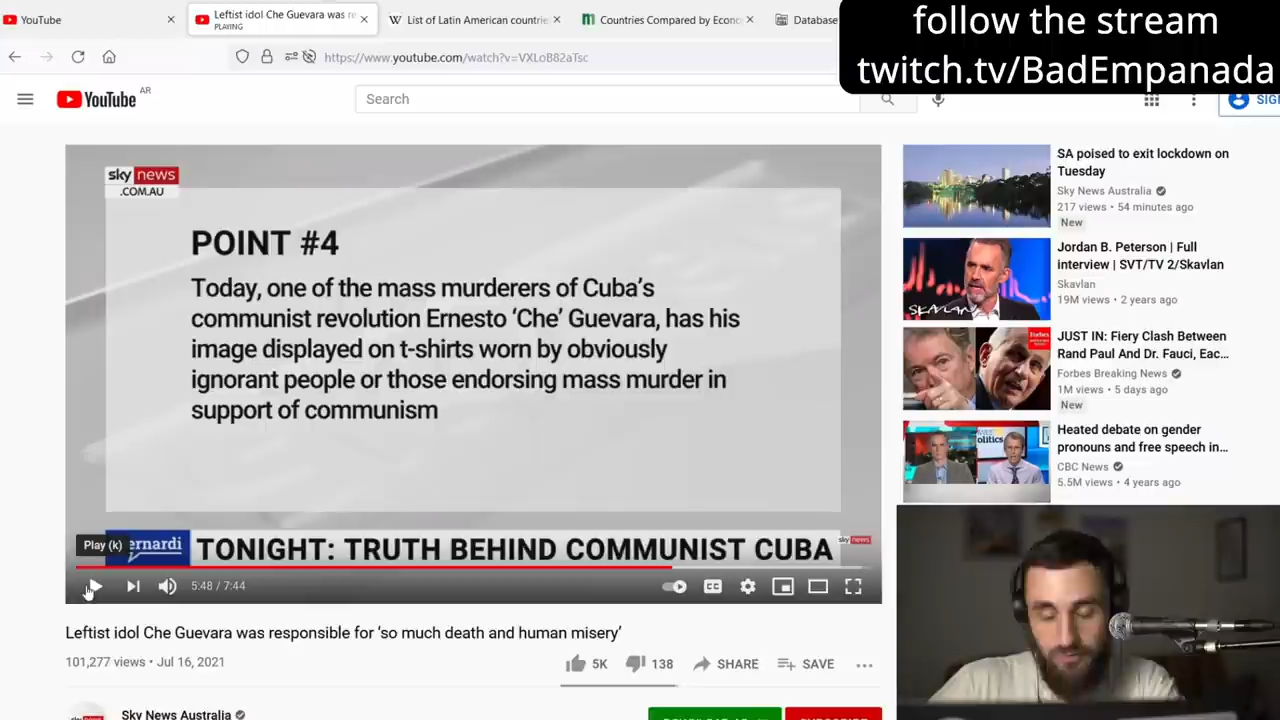 YouTube
Leftist idol Che Guevara was re
PLAYING
List of Latin American countrie
Countries Compared by Econo
Database
follow the stream
twitch.tv/BadEmpanada
https://www.youtube.com/watch?v=VXLoB82aTsc
YouTube AR
Search
SIG
sky news
.COM.AU
POINT #4
Today, one of the mass murderers of Cuba's
communist revolution Ernesto 'Che' Guevara, has his
image displayed on t-shirts worn by obviously
ignorant people or those endorsing mass murder in
support of communism
Play (k)
ernardi
TONIGHT: TRUTH BEHIND COMMUNIST CUBA
sky news
5:48 / 7:44
CC
Leftist idol Che Guevara was responsible for 'so much death and human misery'
101,277 views • Jul 16, 2021
5K
138
SHARE
SAVE
Sky News Australia
SA poised to exit lockdown on
Tuesday
Sky News Australia
217 views • 54 minutes ago
New
Jordan B. Peterson | Full
interview | SVT/TV 2/Skavlan
Skavlan
19M views • 2 years ago
SKAVLAN
JUST IN: Fiery Clash Between
Rand Paul And Dr. Fauci, Eac...
Forbes Breaking News
1M views • 5 days ago
New
Forbes
Heated debate on gender
pronouns and free speech in...
CBC News
5.5M views • 4 years ago